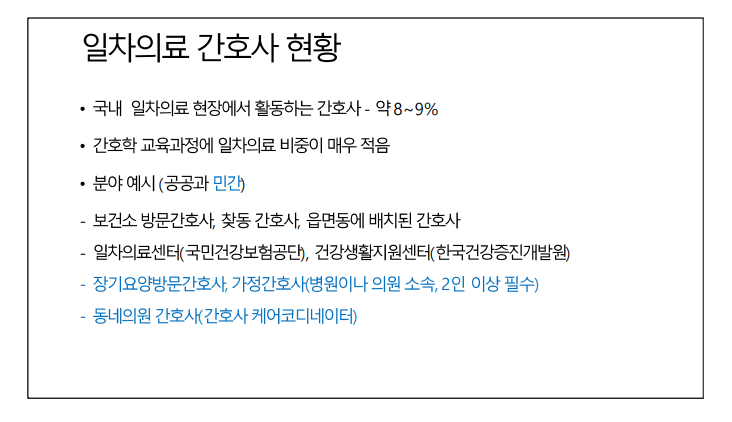 일차의료 간호사 현황
• 국내 일차의료 현장에서 활동하는 간호사 - 약 8~9%
• 간호학 교육과정에 일차의료 비중이 매우 적음
• 분야 예시 (공공과 민간)
- 보건소 방문간호사, 찾동 간호사, 읍면동에 배치된 간호사
- 일차의료센터(국민건강보험공단), 건강생활지원센터(한국건강증진개발원)
- 장기요양방문간호사, 가정간호사(병원이나 의원 소속, 2인 이상 필수)
- 동네의원 간호사(간호사 케어코디네이터)